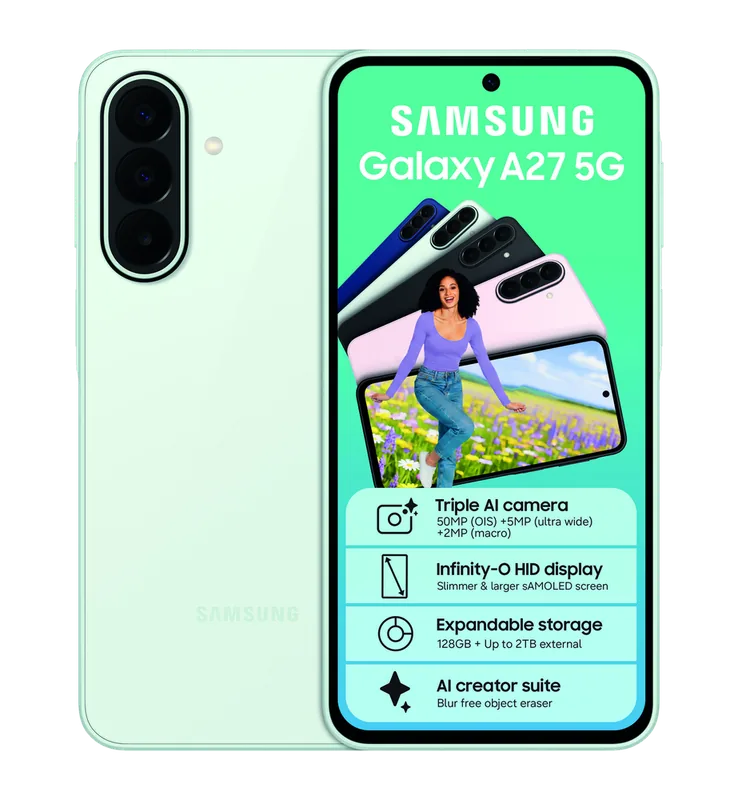 SAMSUNG
Galaxy A27 5G
Triple AI camera
50MP (OIS) +5MP (ultra wide)
+2MP (macro)
Infinity-O HID display
Slimmer & larger sAMOLED screen
Expandable storage
128GB + Up to 2TB external
AI creator suite
Blur free object eraser
SAMSUNG